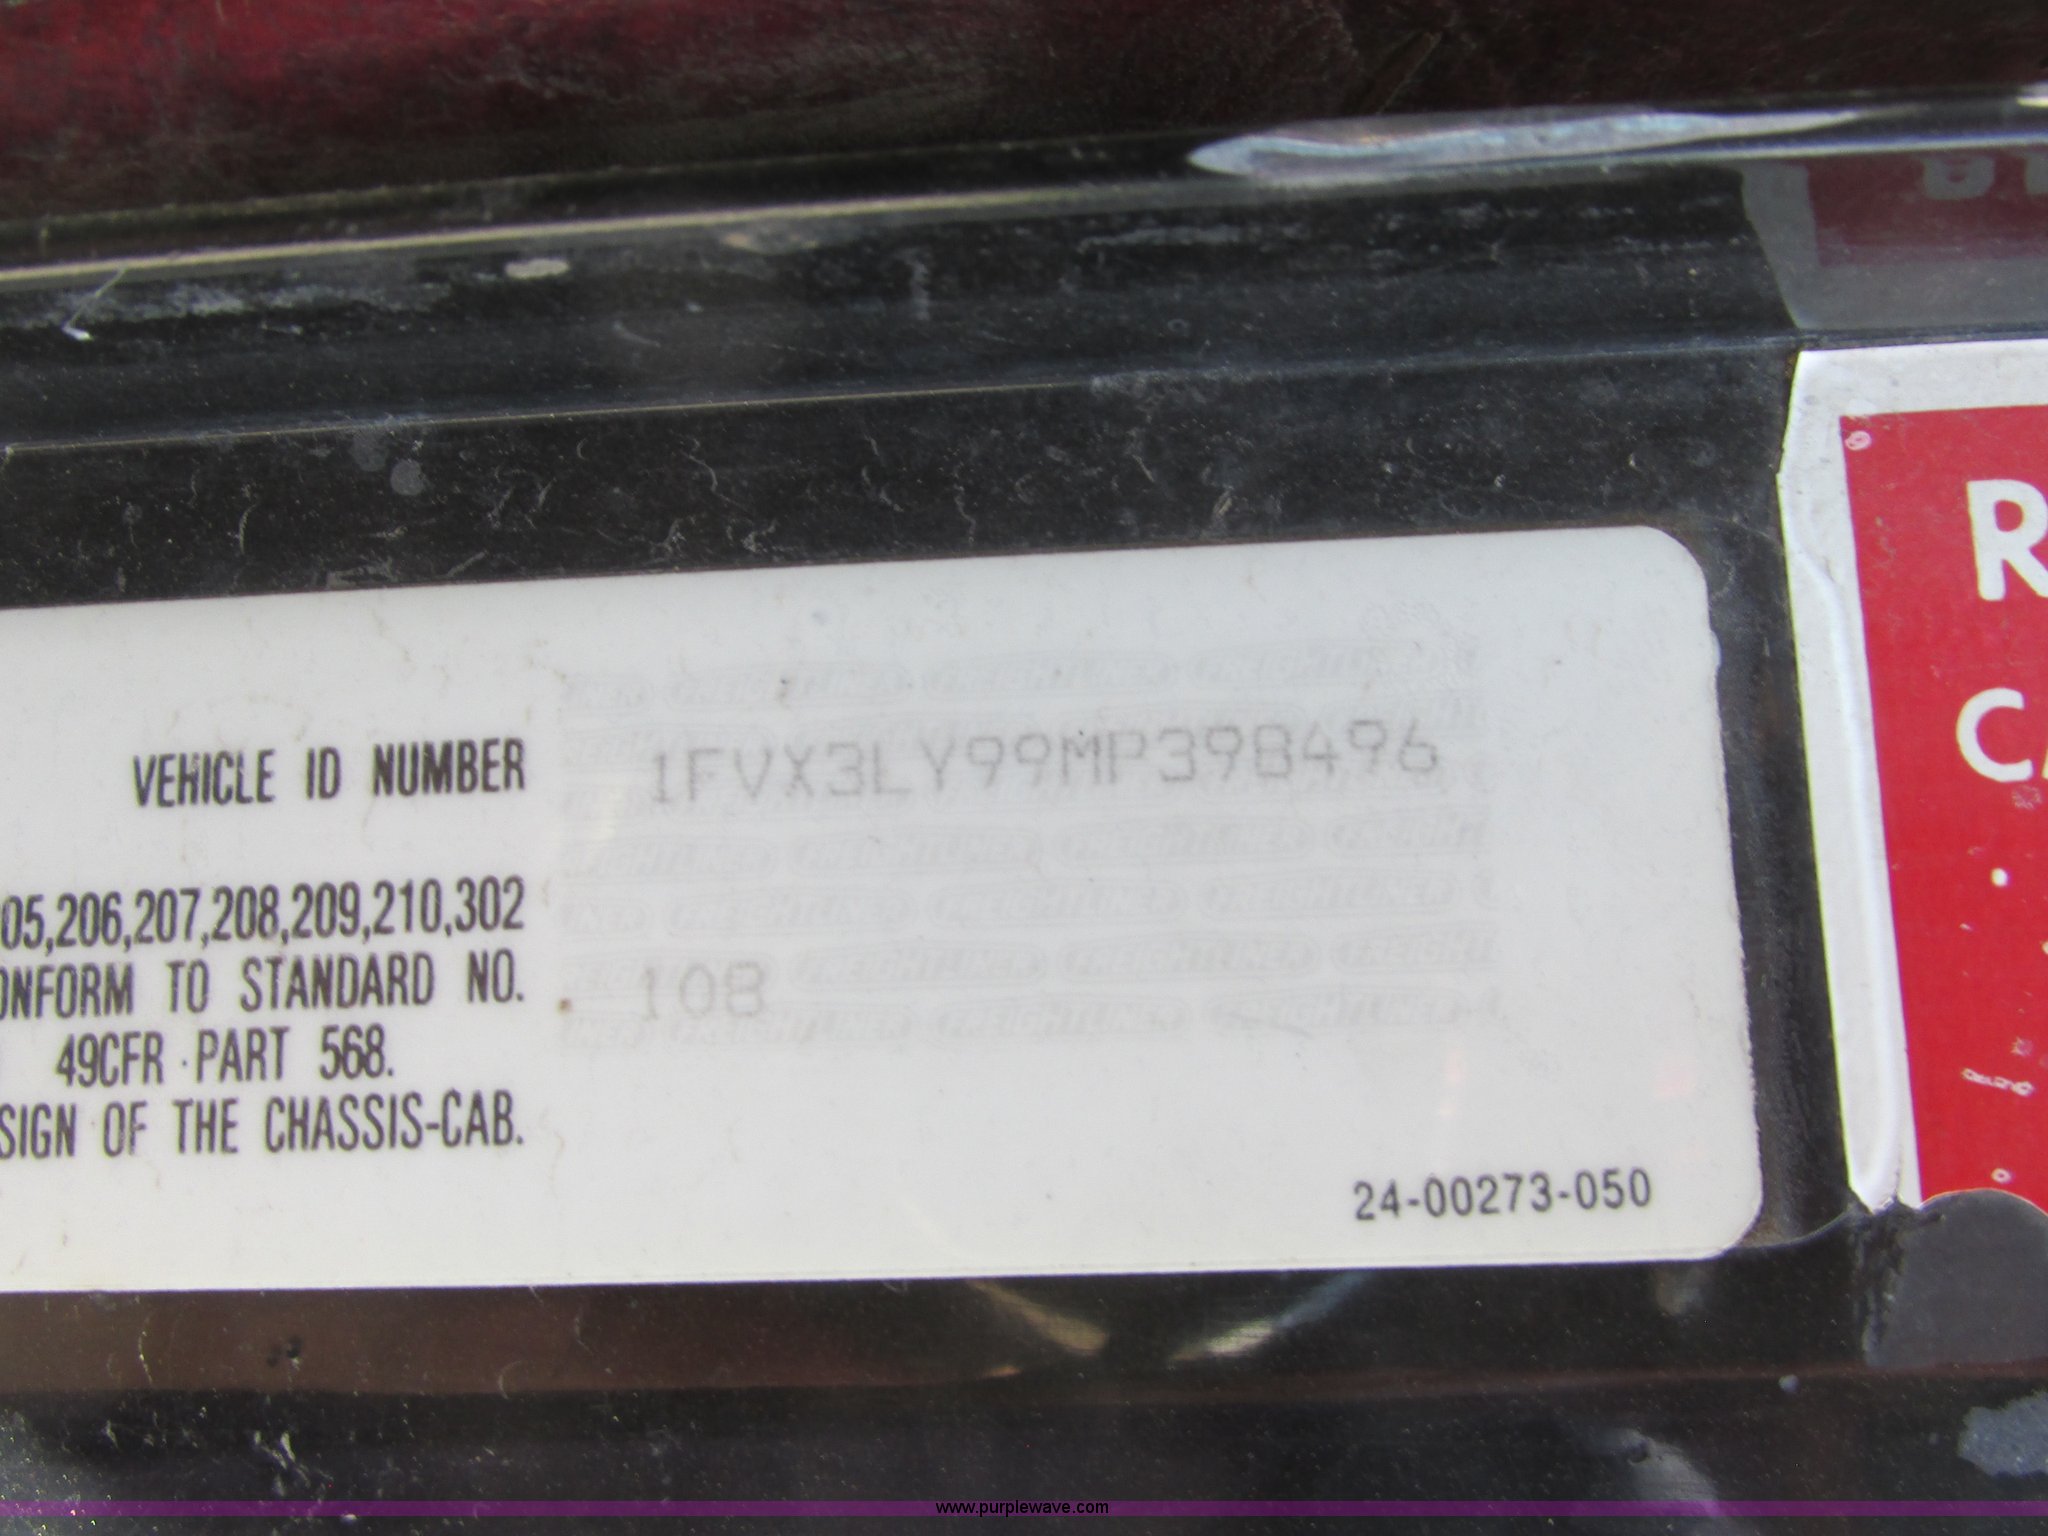 VEHICLE ID NUMBER 1FVX3LY99MP398496
05,206,207,208,209,210,302
ONFORM TO STANDARD NO. 108
49CFR PART 568.
SIGN OF THE CHASSIS-CAB.
24-00273-050
R
C
www.purplewave.com